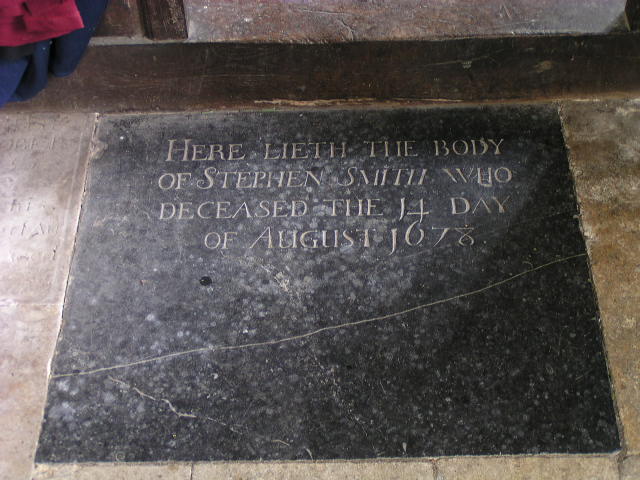 HERE LIETH THE BODY
OF STEPHEN SMITH WHO
DECEASED THE 14 DAY
OF AUGUST 1678